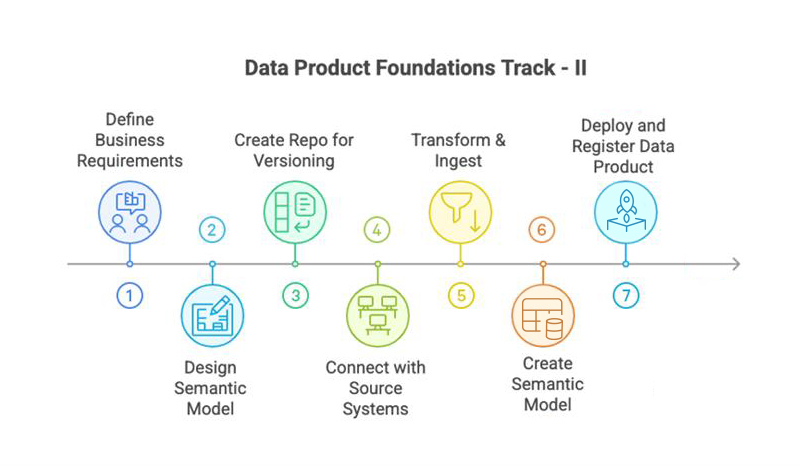 Data Product Foundations Track - II
Define
Business
Requirements
Create Repo for
Versioning
Transform &
Ingest
Deploy and
Register Data
Product
2
4
6
1
3
5
7
Design
Semantic
Model
Connect with
Source
Systems
Create
Semantic
Model